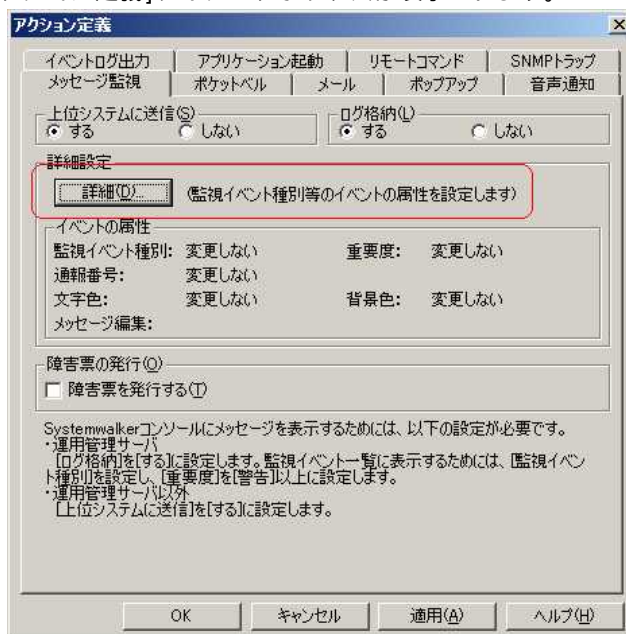 アクション定義
イベントログ出力 アプリケーション起動 リモートコマンド SNMPトラップ
メッセージ監視 ポケットベル メール ポップアップ 音声通知
上位システムに送信(S) ログ格納(L)
する しない する しない
詳細設定
詳細(D)... (監視イベント種別等のイベントの属性を設定します)
イベントの属性
監視イベント種別: 変更しない 重要度: 変更しない
通報番号: 変更しない
文字色: 変更しない 背景色: 変更しない
メッセージ編集:
障害票の発行(O)
障害票を発行する(T)
Systemwalkerコンソールにメッセージを表示するためには、以下の設定が必要です。
・運用管理サーバ
[ログ格納]を[する]に設定します。監視イベント一覧に表示するためには、[監視イベン
ト種別]を設定し、[重要度]を[警告]以上に設定します。
・運用管理サーバ以外
[上位システムに送信]を[する]に設定します。
OK キャンセル 適用(A) ヘルプ(H)